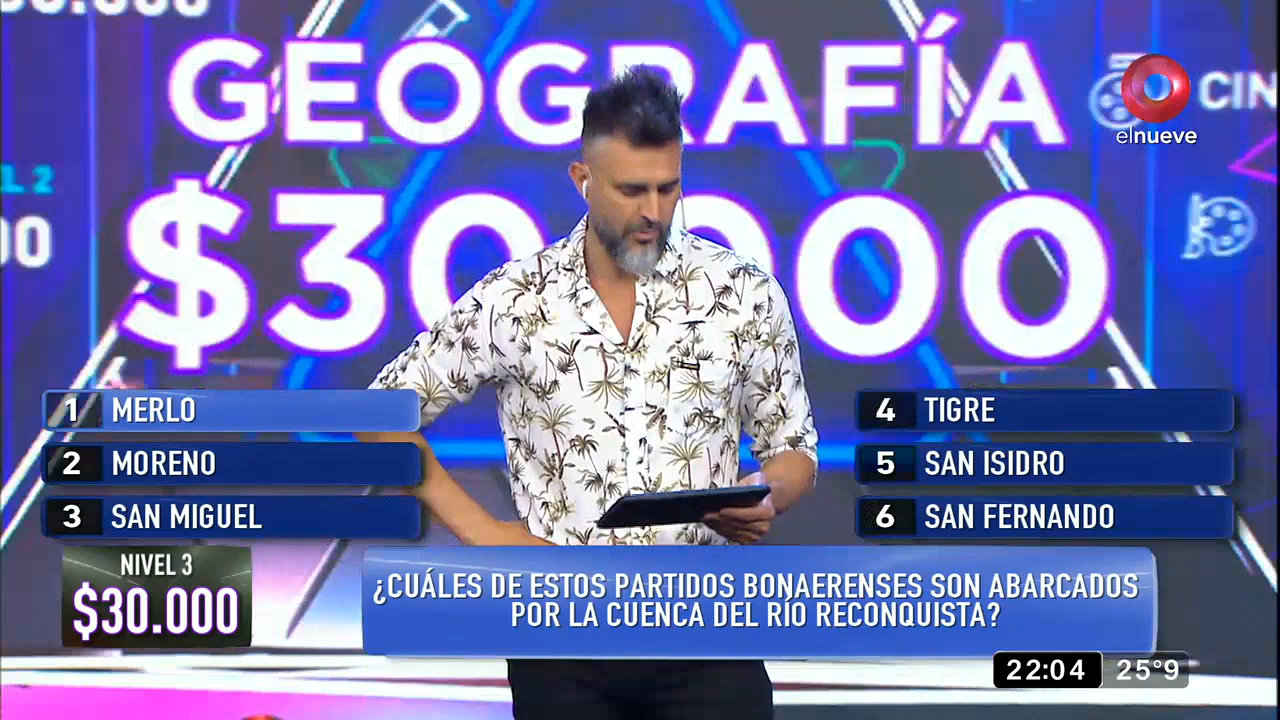 GEOGRAFÍA
elnueve
CIN
$30.000
1 MERLO
2 MORENO
3 SAN MIGUEL
4 TIGRE
5 SAN ISIDRO
6 SAN FERNANDO
NIVEL 3
$30.000
¿CUÁLES DE ESTOS PARTIDOS BONAERENSES SON ABARCADOS
POR LA CUENCA DEL RÍO RECONQUISTA?
22:04 25°9